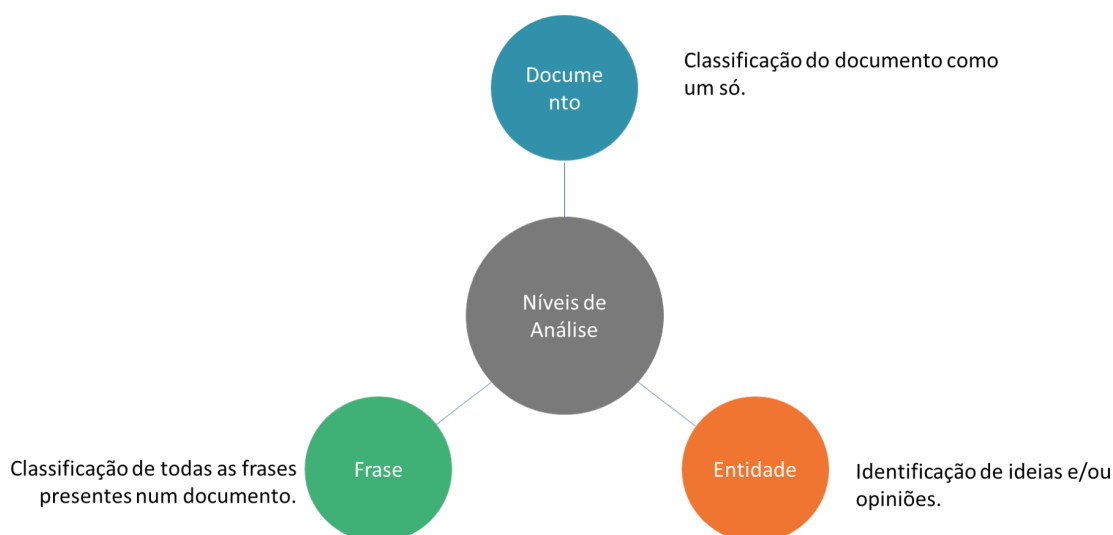 Docume
nto
Classificação do documento como
um só.
Níveis de
Análise
Classificação de todas as frases
presentes num documento.
Frase
Entidade
Identificação de ideias e/ou
opiniões.